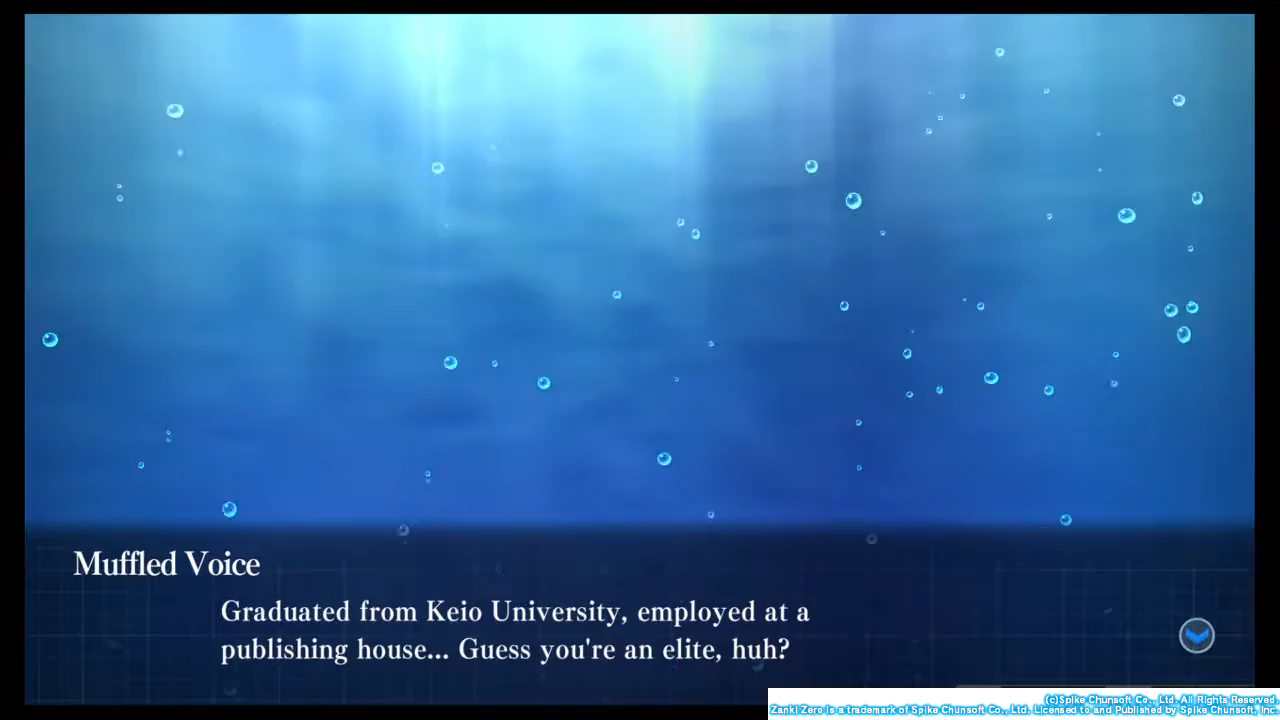 Muffled Voice
Graduated from Keio University, employed at a
publishing house... Guess you're an elite, huh?
(c)Spike Chunsoft Co., Ltd. All Rights Reserved.
Zanki Zero is a trademark of Spike Chunsoft Co., Ltd. Licensed to and Published by Spike Chunsoft, Inc.